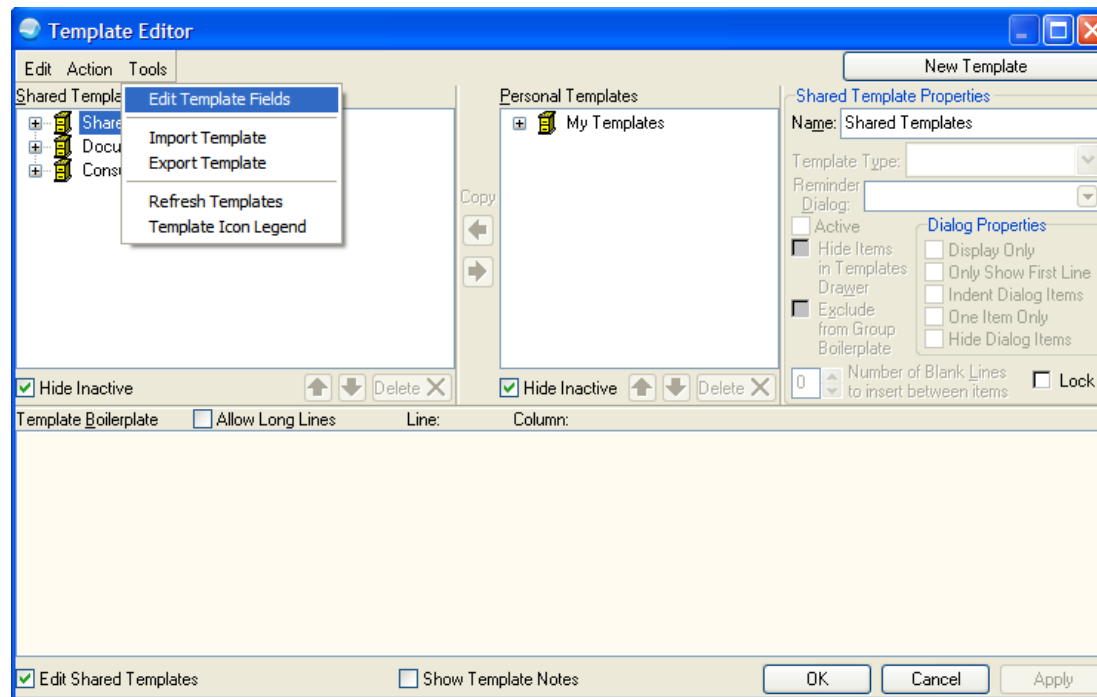 Template Editor
Edit Action Tools
New Template
Shared Templa
Edit Template Fields
Import Template
Export Template
Refresh Templates
Template Icon Legend
Share
Docu
Consu
Copy
Hide Inactive
Delete
Personal Templates
My Templates
Hide Inactive
Delete
Shared Template Properties
Name: Shared Templates
Template Type:
Reminder
Dialog:
Active
Hide Items
in Templates
Drawer
Exclude
from Group
Boilerplate
Dialog Properties
Display Only
Only Show First Line
Indent Dialog Items
One Item Only
Hide Dialog Items
0 Number of Blank Lines
to insert between items
Lock
Template Boilerplate Allow Long Lines Line: Column:
Edit Shared Templates Show Template Notes OK Cancel Apply